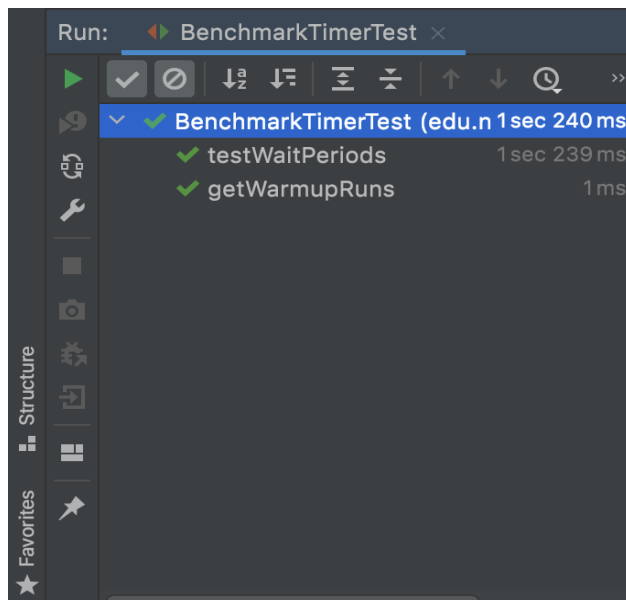 Run: BenchmarkTimerTest
BenchmarkTimerTest (edu.n 1 sec 240 ms
testWaitPeriods 1 sec 239 ms
getWarmupRuns 1 ms
Structure
Favorites